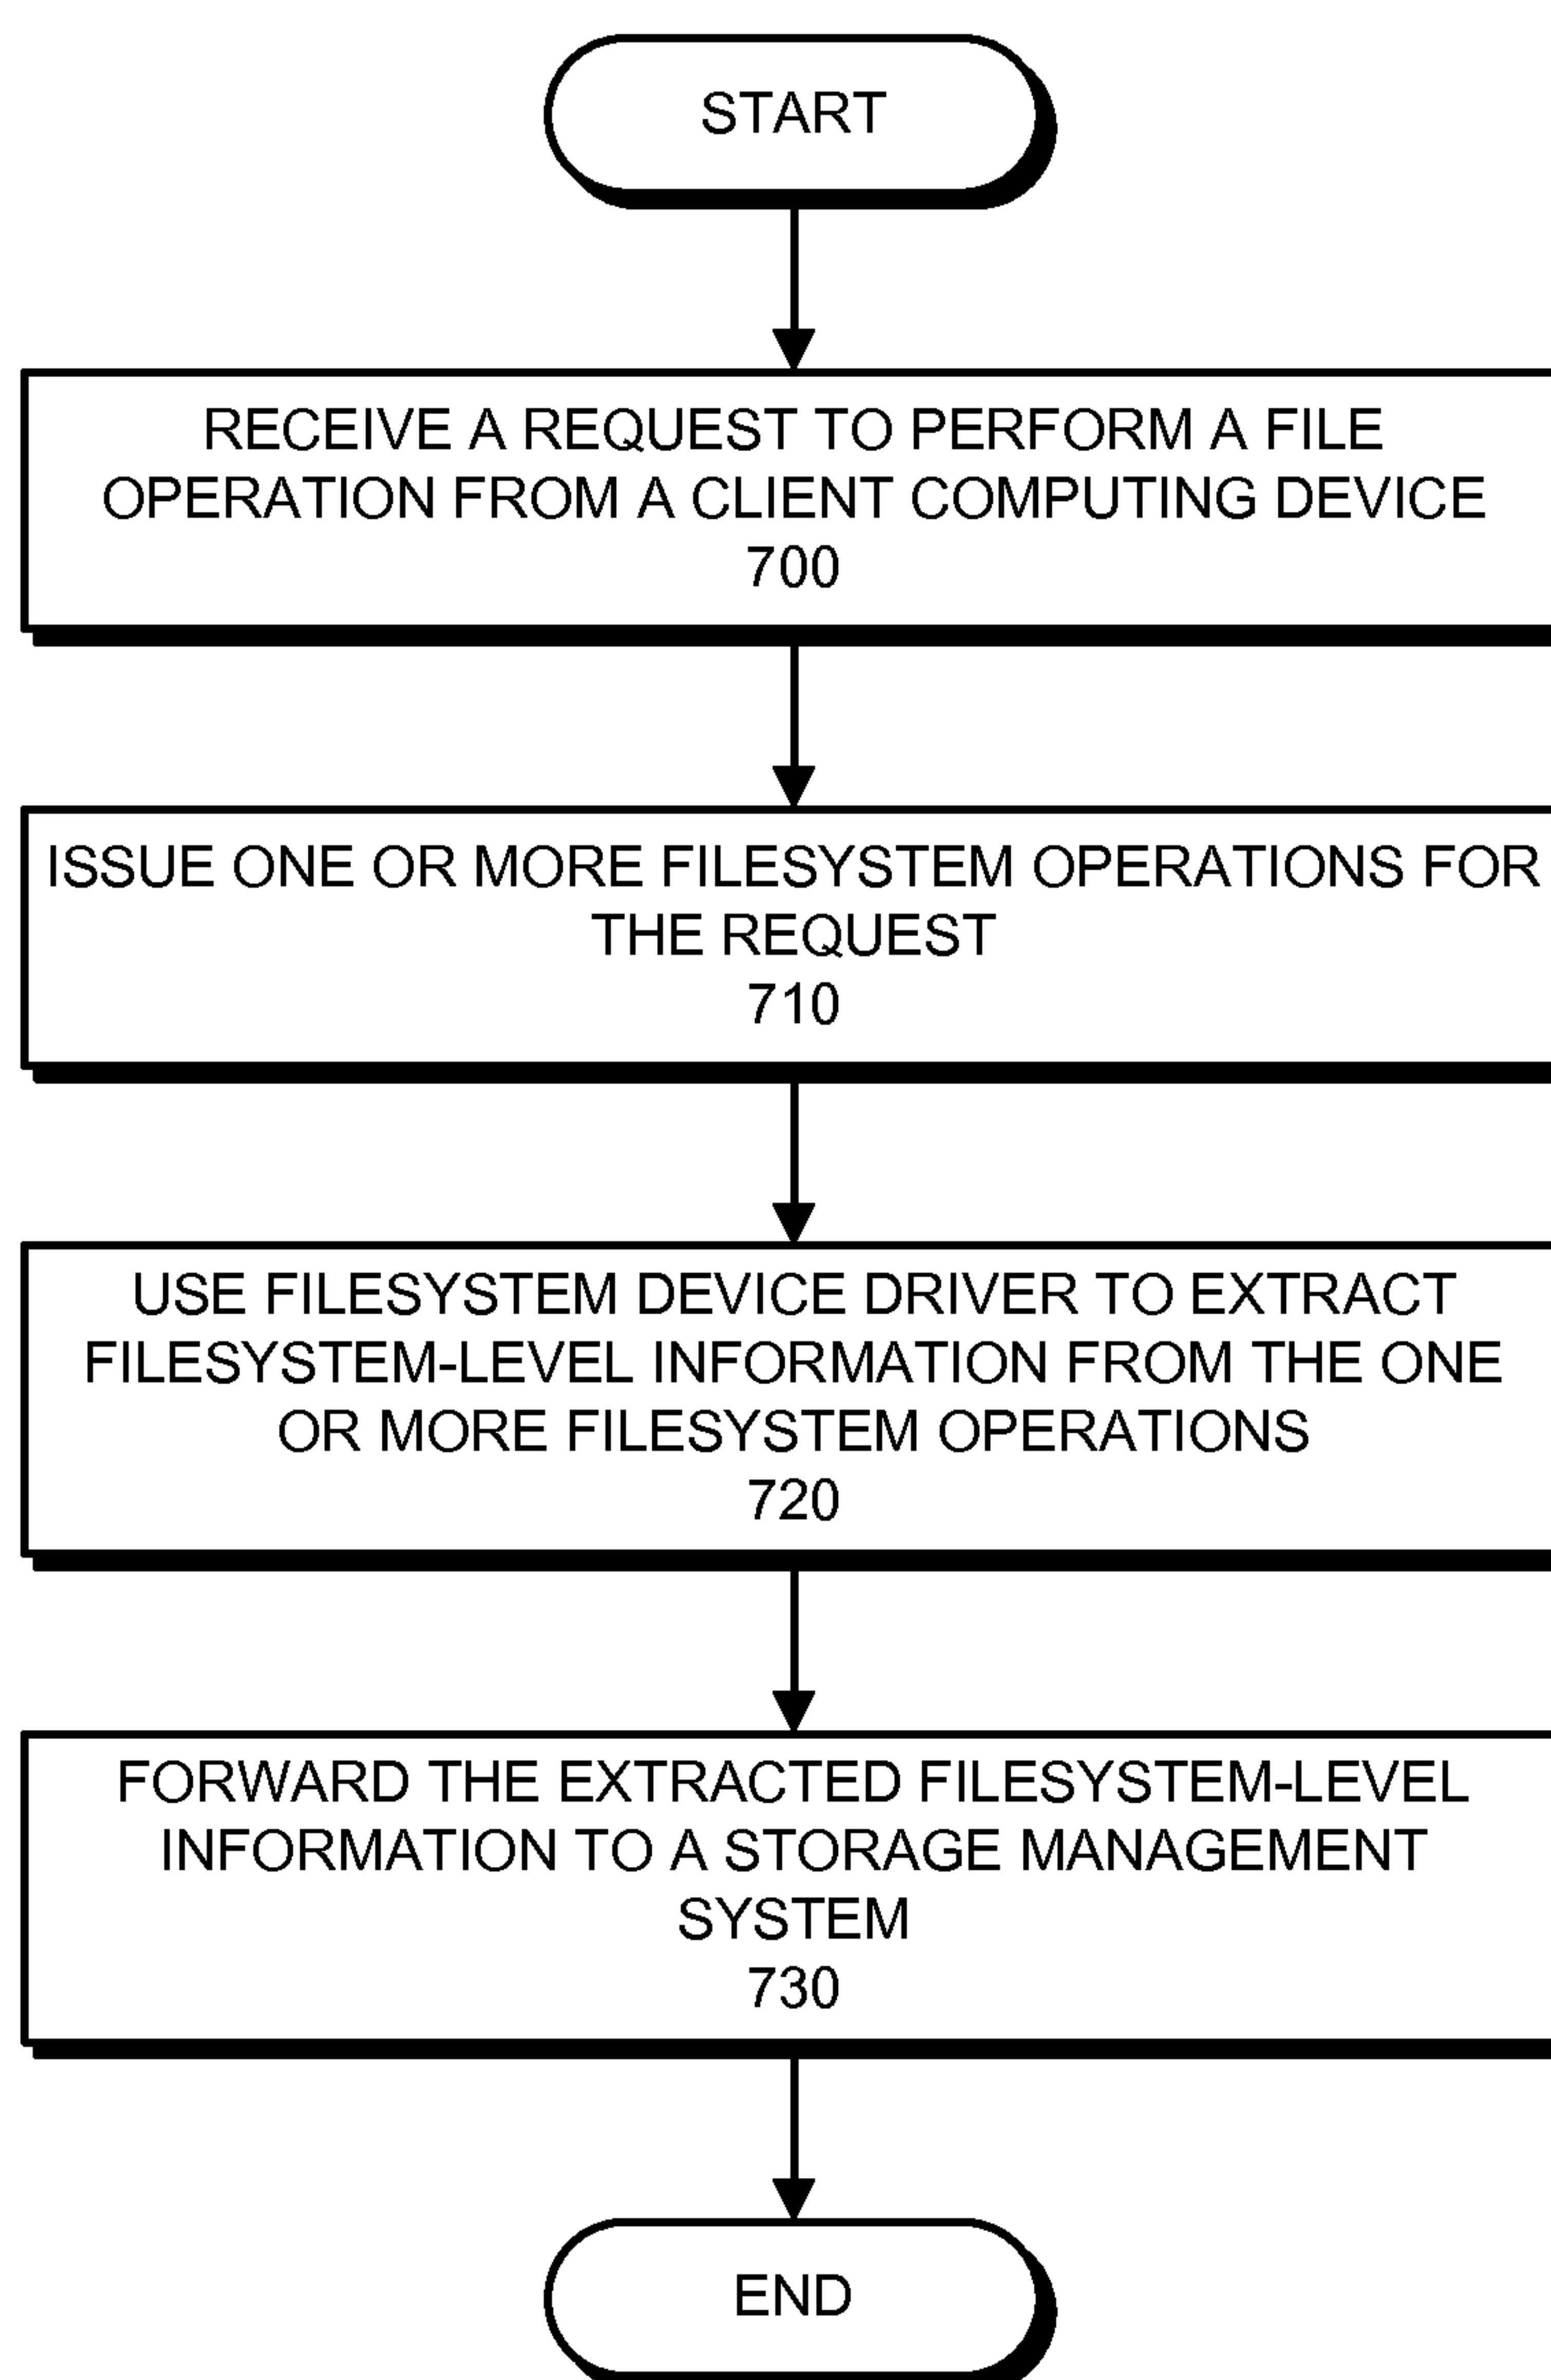 START
RECEIVE A REQUEST TO PERFORM A FILE
OPERATION FROM A CLIENT COMPUTING DEVICE
700
ISSUE ONE OR MORE FILESYSTEM OPERATIONS FOR
THE REQUEST
710
USE FILESYSTEM DEVICE DRIVER TO EXTRACT
FILESYSTEM-LEVEL INFORMATION FROM THE ONE
OR MORE FILESYSTEM OPERATIONS
720
FORWARD THE EXTRACTED FILESYSTEM-LEVEL
INFORMATION TO A STORAGE MANAGEMENT
SYSTEM
730
END